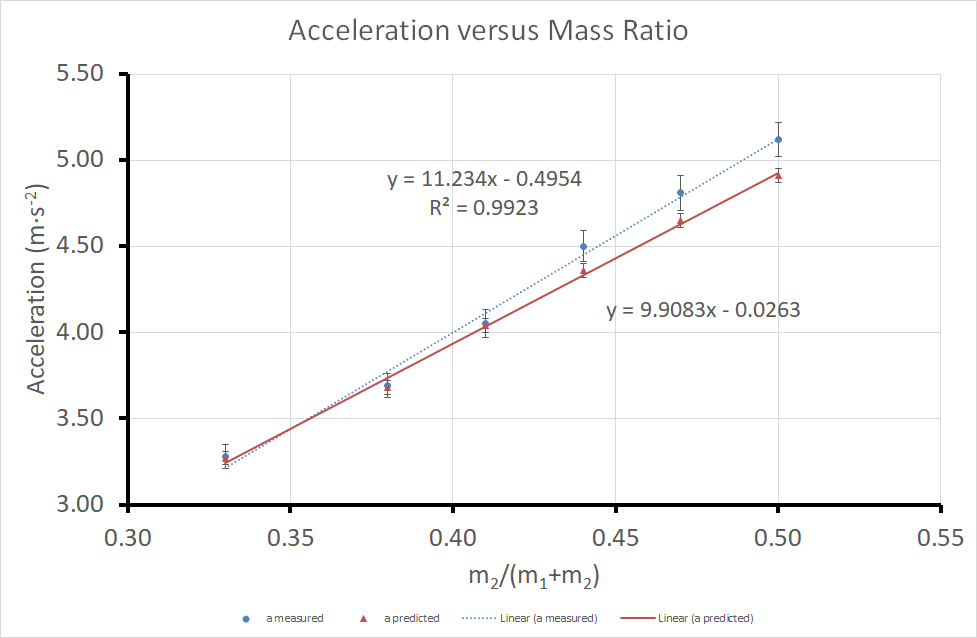 Acceleration versus Mass Ratio
5.50
5.00
4.50
4.00
3.50
3.00
Acceleration (m·s⁻²)
y = 11.234x - 0.4954
R² = 0.9923
y = 9.9083x - 0.0263
0.30 0.35 0.40 0.45 0.50 0.55
m₂/(m₁+m₂)
a measured a predicted Linear (a measured) Linear (a predicted)